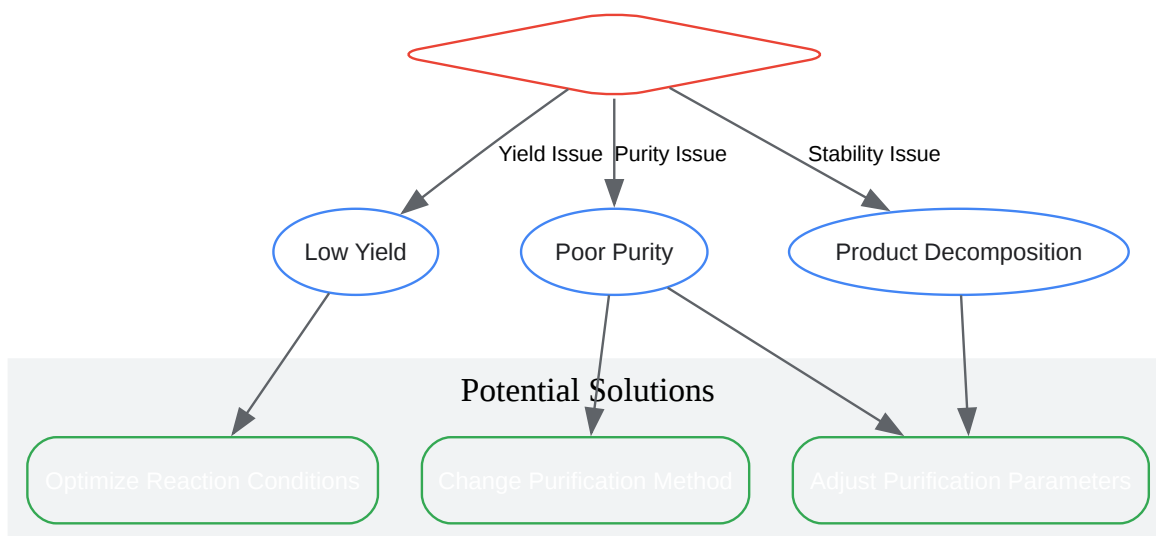 Yield Issue
Purity Issue
Stability Issue
Low Yield
Poor Purity
Product Decomposition
Potential Solutions
Optimize Reaction Conditions
Change Purification Method
Adjust Purification Parameters